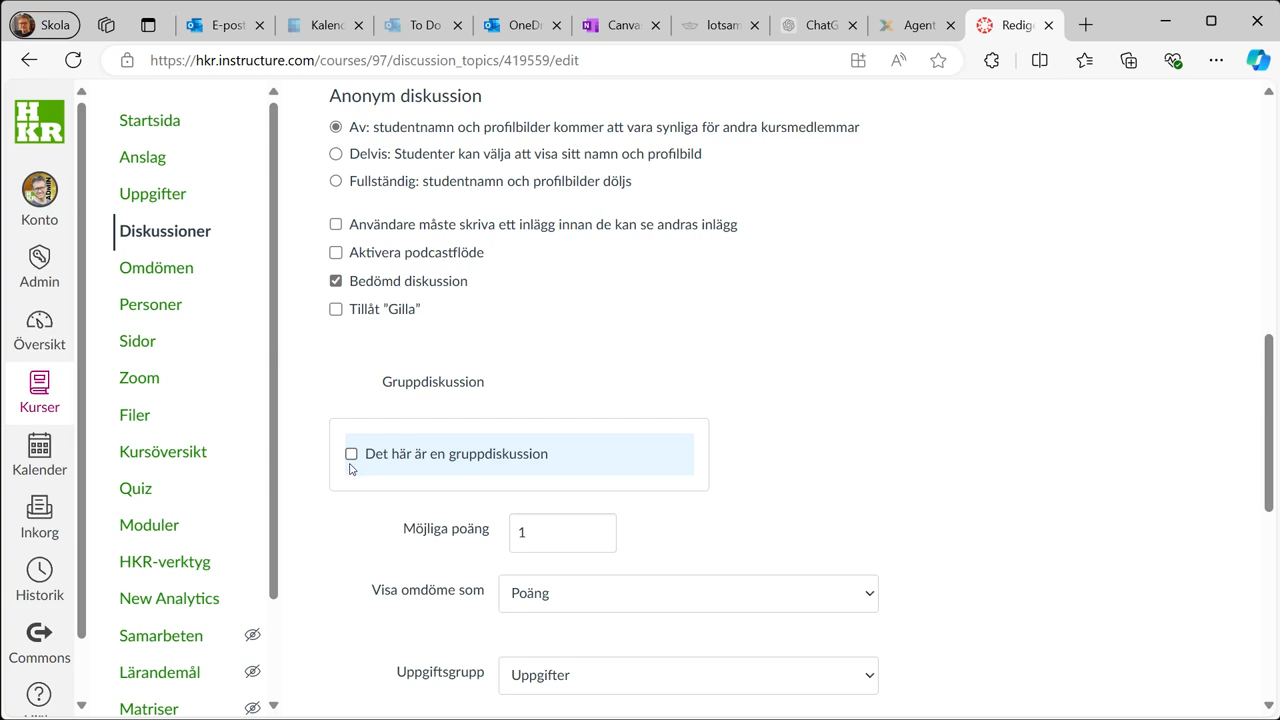 Skola
E-post
Kalend
To Do
OneDr
Canva
lotsam
ChatG
Agent
Redige
https://hkr.instructure.com/courses/97/discussion_topics/419559/edit
HKR
Konto
Admin
Översikt
Kurser
Kalender
Inkorg
Historik
Commons
Startsida
Anslag
Uppgifter
Diskussioner
Omdömen
Personer
Sidor
Zoom
Filer
Kursöversikt
Quiz
Moduler
HKR-verktyg
New Analytics
Samarbeten
Lärandemål
Matriser
Anonym diskussion
Av: studentnamn och profilbilder kommer att vara synliga för andra kursmedlemmar
Delvis: Studenter kan välja att visa sitt namn och profilbild
Fullständig: studentnamn och profilbilder döljs
Användare måste skriva ett inlägg innan de kan se andras inlägg
Aktivera podcastflöde
Bedömd diskussion
Tillåt ”Gilla”
Gruppdiskussion
Det här är en gruppdiskussion
Möjliga poäng
1
Visa omdöme som
Poäng
Uppgiftsgrupp
Uppgifter